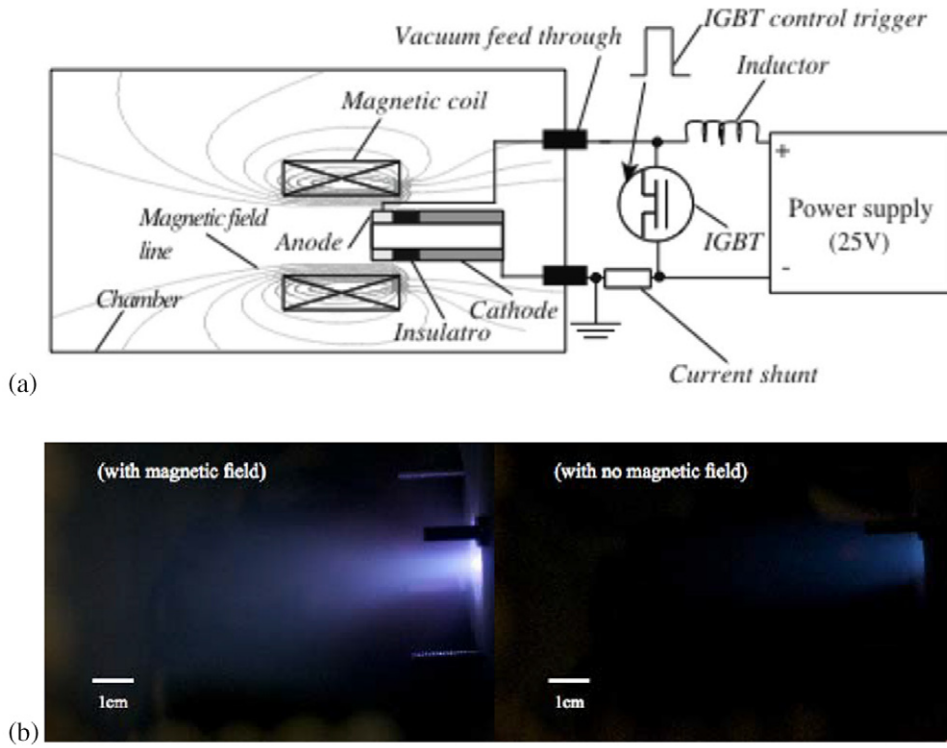 IGBT control trigger
Vacuum feed through
Inductor
Magnetic coil
+
Magnetic field
line
Anode
Power supply
(25V)
IGBT
-
Chamber
Cathode
Insulatro
Current shunt
(a)
(with magnetic field)
(with no magnetic field)
1cm
1cm
(b)